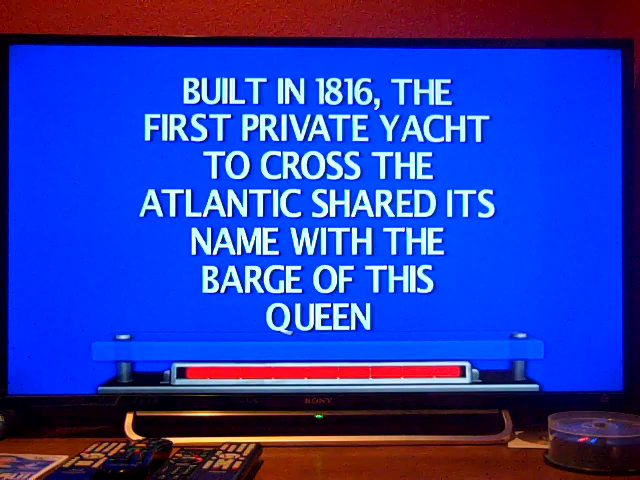 BUILT IN 1816, THE
FIRST PRIVATE YACHT
TO CROSS THE
ATLANTIC SHARED ITS
NAME WITH THE
BARGE OF THIS
QUEEN
SONY